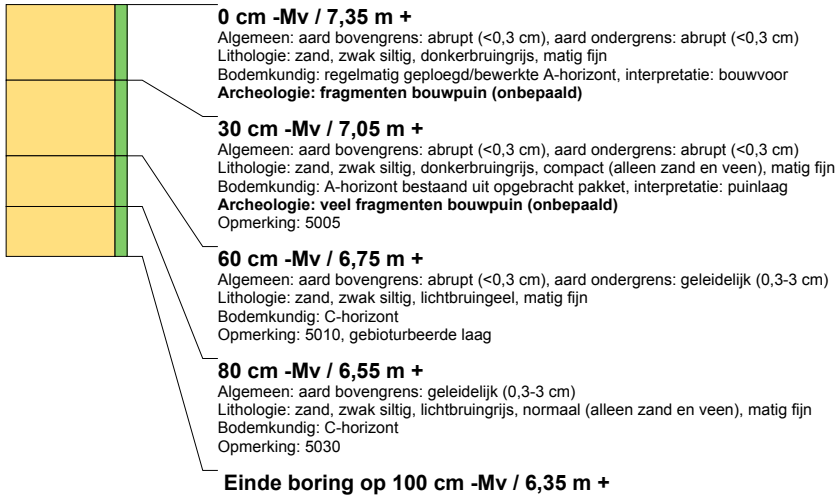 0 cm -Mv / 7,35 m +
Algemeen: aard bovengrens: abrupt (<0,3 cm), aard ondergrens: abrupt (<0,3 cm)
Lithologie: zand, zwak siltig, donkerbruingrijs, matig fijn
Bodemkundig: regelmatig geploegd/bewerkte A-horizont, interpretatie: bouwvoor
Archeologie: fragmenten bouwpuin (onbepaald)
30 cm -Mv / 7,05 m +
Algemeen: aard bovengrens: abrupt (<0,3 cm), aard ondergrens: abrupt (<0,3 cm)
Lithologie: zand, zwak siltig, donkerbruingrijs, compact (alleen zand en veen), matig fijn
Bodemkundig: A-horizont bestaand uit opgebracht pakket, interpretatie: puinlaag
Archeologie: veel fragmenten bouwpuin (onbepaald)
Opmerking: 5005
60 cm -Mv / 6,75 m +
Algemeen: aard bovengrens: abrupt (<0,3 cm), aard ondergrens: geleidelijk (0,3-3 cm)
Lithologie: zand, zwak siltig, lichtbruingeel, matig fijn
Bodemkundig: C-horizont
Opmerking: 5010, gebioturbeerde laag
80 cm -Mv / 6,55 m +
Algemeen: aard bovengrens: geleidelijk (0,3-3 cm)
Lithologie: zand, zwak siltig, lichtbruingrijs, normaal (alleen zand en veen), matig fijn
Bodemkundig: C-horizont
Opmerking: 5030
Einde boring op 100 cm -Mv / 6,35 m +